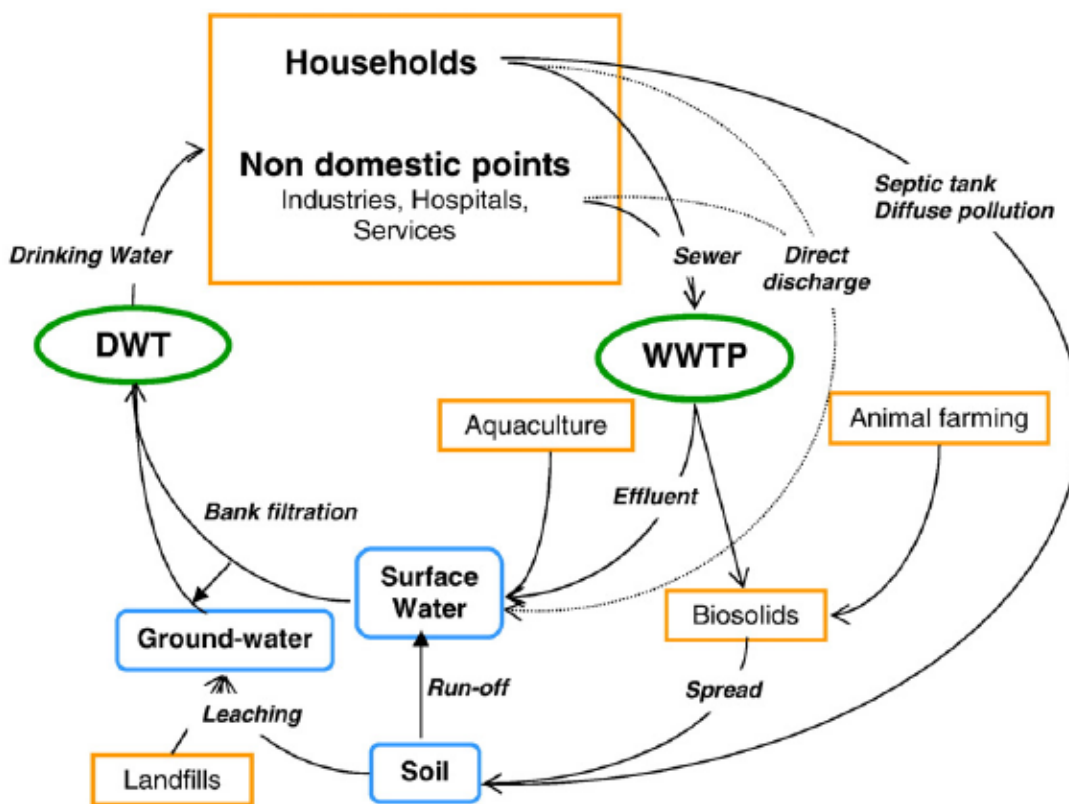 Households
Non domestic points
Industries, Hospitals,
Services
Septic tank
Diffuse pollution
Drinking Water
Sewer
Direct
discharge
DWT
WWTP
Aquaculture
Animal farming
Effluent
Bank filtration
Surface
Water
Biosolids
Ground-water
Run-off
Spread
Leaching
Landfills
Soil